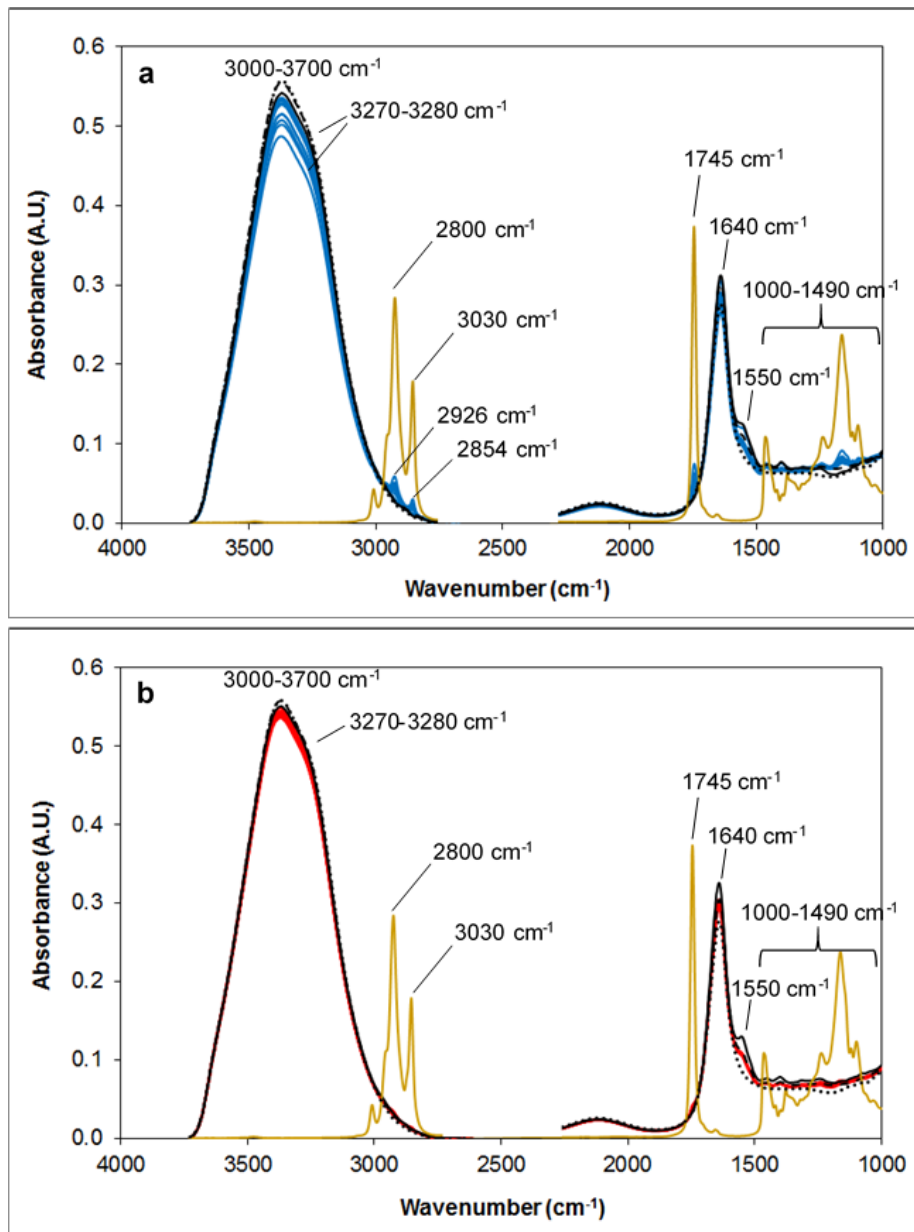 a
3000-3700 cm⁻¹
3270-3280 cm⁻¹
2800 cm⁻¹
3030 cm⁻¹
2926 cm⁻¹
2854 cm⁻¹
1745 cm⁻¹
1640 cm⁻¹
1000-1490 cm⁻¹
1550 cm⁻¹
0.6
0.5
0.4
0.3
0.2
0.1
0.0
Absorbance (A.U.)
4000 3500 3000 2500 2000 1500 1000
Wavenumber (cm⁻¹)
b
3000-3700 cm⁻¹
3270-3280 cm⁻¹
2800 cm⁻¹
3030 cm⁻¹
1745 cm⁻¹
1640 cm⁻¹
1000-1490 cm⁻¹
1550 cm⁻¹
0.6
0.5
0.4
0.3
0.2
0.1
0.0
Absorbance (A.U.)
4000 3500 3000 2500 2000 1500 1000
Wavenumber (cm⁻¹)